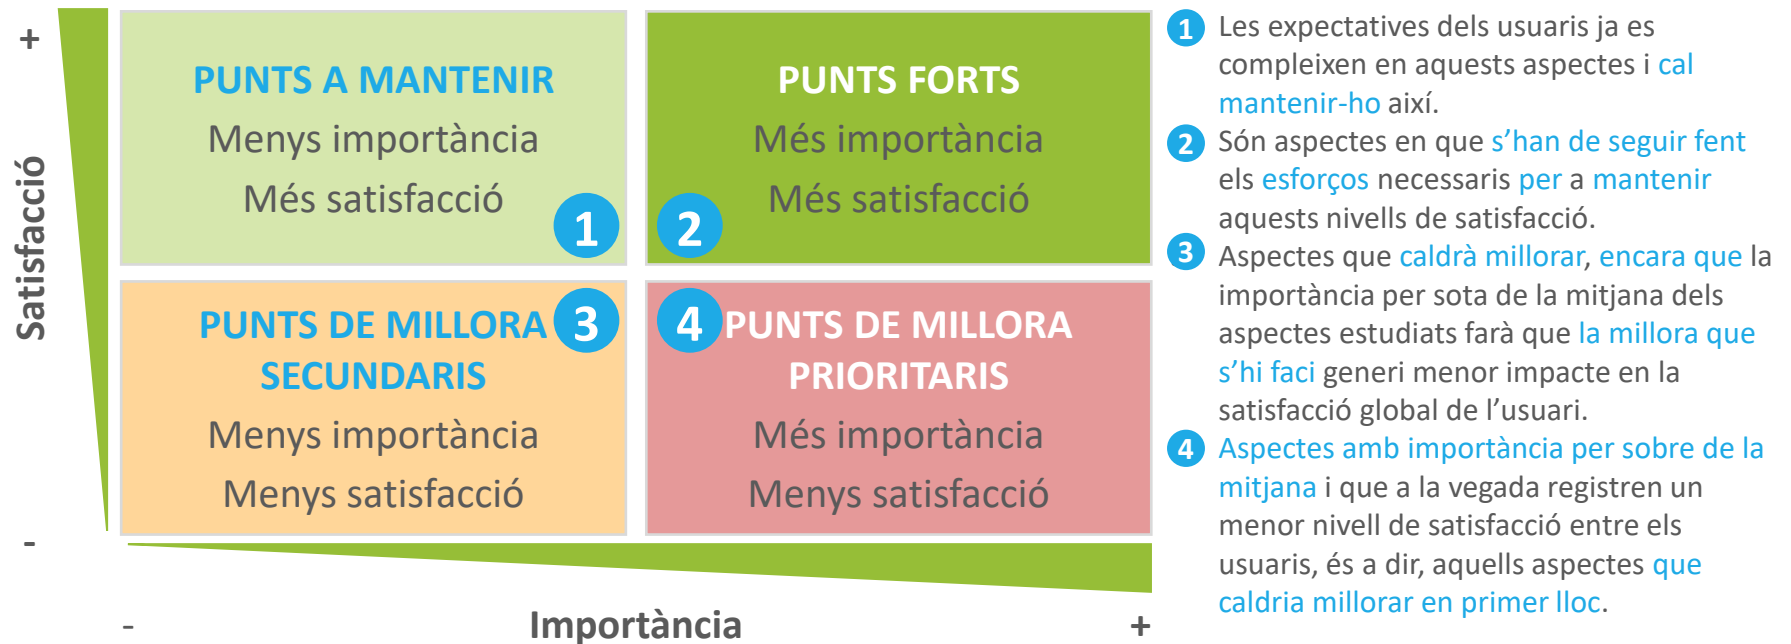 +
Satisfacció
-
PUNTS A MANTENIR
Menys importància
Més satisfacció
1
PUNTS FORTS
Més importància
Més satisfacció
2
PUNTS DE MILLORA
SECUNDARIS
Menys importància
Menys satisfacció
3
4
PUNTS DE MILLORA
PRIORITARIS
Més importància
Menys satisfacció
-
Importància
+
1 Les expectatives dels usuaris ja es
compleixen en aquests aspectes i cal
mantenir-ho així.
2 Són aspectes en que s’han de seguir fent
els esforços necessaris per a mantenir
aquests nivells de satisfacció.
3 Aspectes que caldrà millorar, encara que la
importància per sota de la mitjana dels
aspectes estudiats farà que la millora que
s’hi faci generi menor impacte en la
satisfacció global de l’usuari.
4 Aspectes amb importància per sobre de la
mitjana i que a la vegada registren un
menor nivell de satisfacció entre els
usuaris, és a dir, aquells aspectes que
caldria millorar en primer lloc.